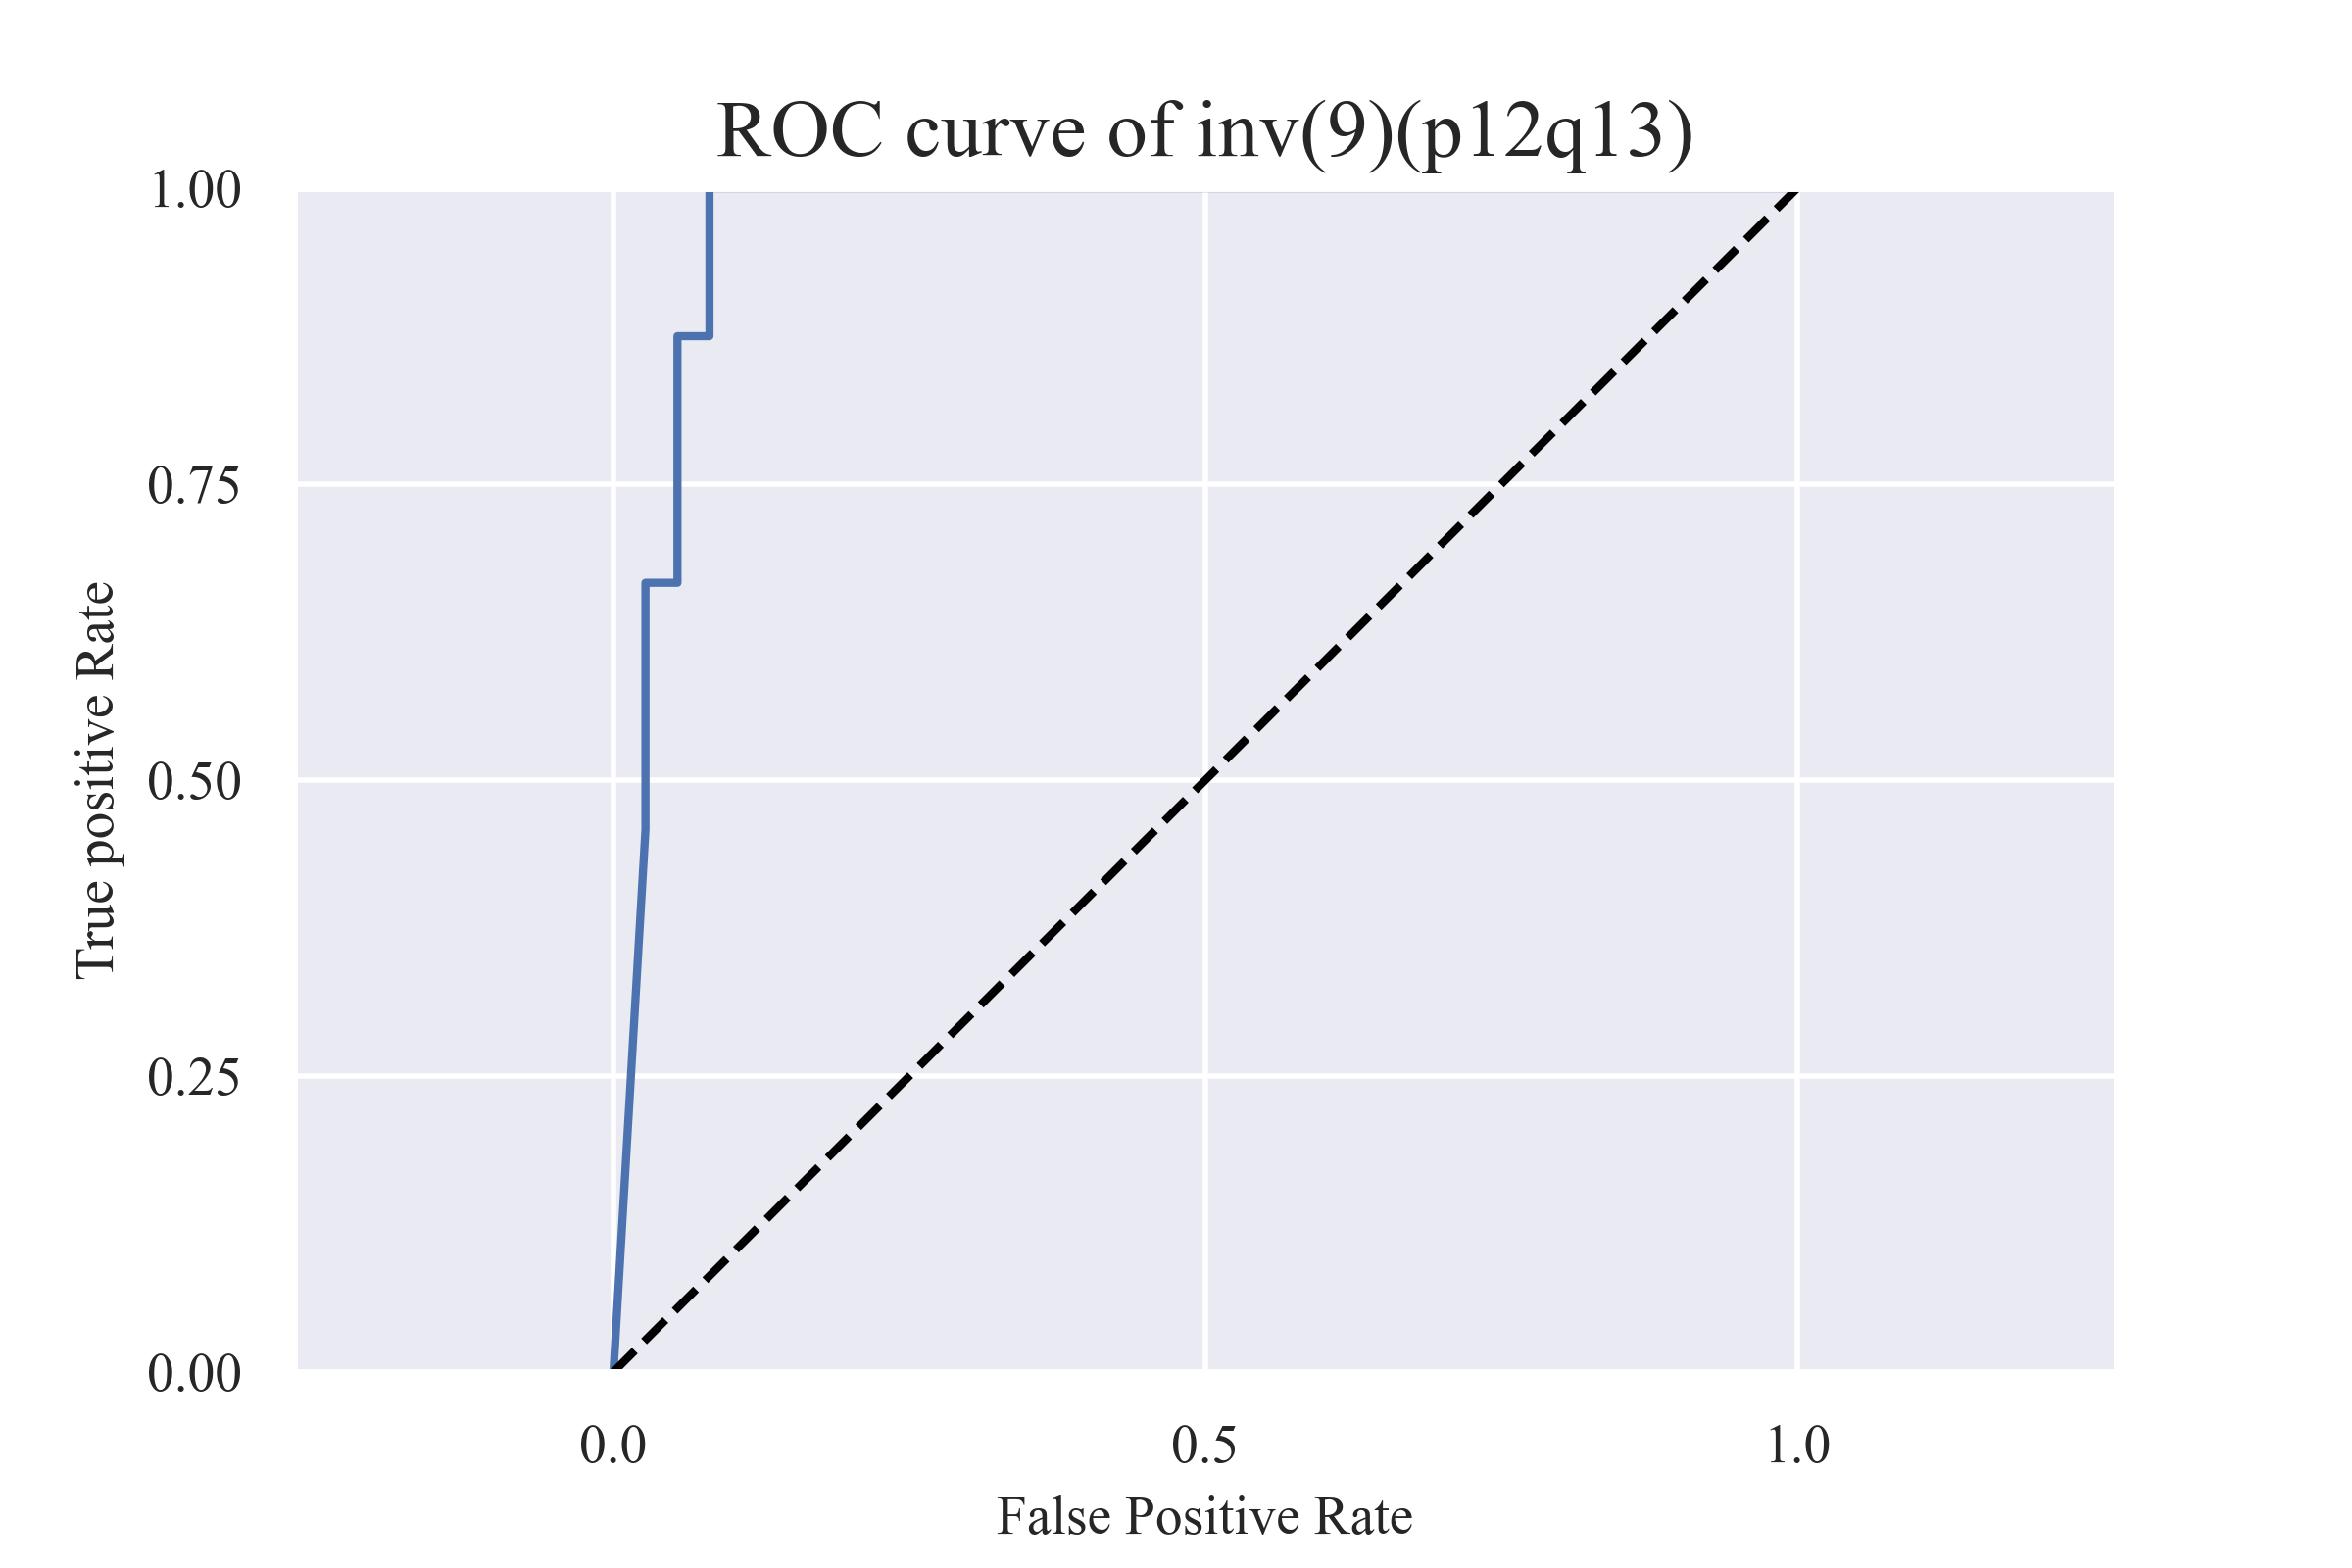 ROC curve of inv(9)(p12q13)
1.00
0.75
0.50
0.25
0.00
True positive Rate
0.0 0.5 1.0
False Positive Rate